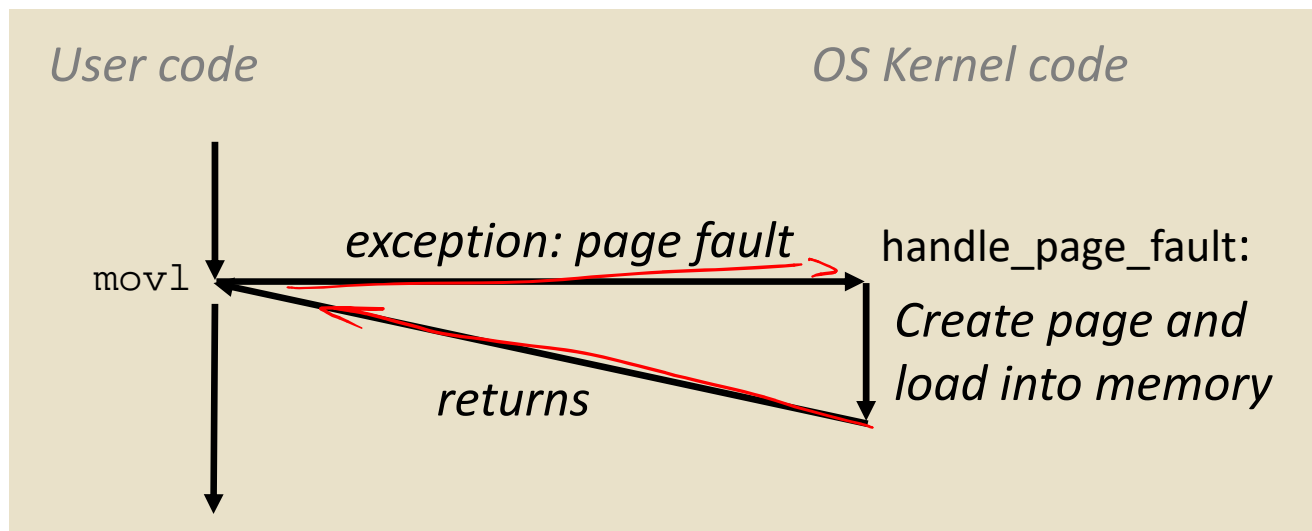 User code
OS Kernel code
exception: page fault
handle_page_fault:
movl
Create page and
load into memory
returns